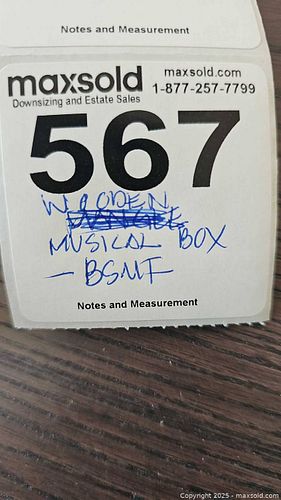 Notes and Measurement
maxsold
maxsold.com
Downsizing and Estate Sales
1-877-257-7799
567
WOODEN
MUSICAL BOX
- BSMT
Notes and Measurement
Copyright 2025 - maxsold.com